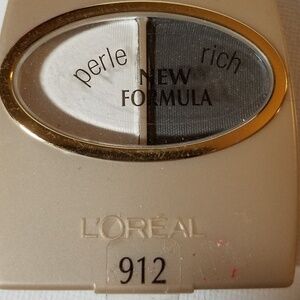 perle rich
NEW
FORMULA
L'ORÉAL
912